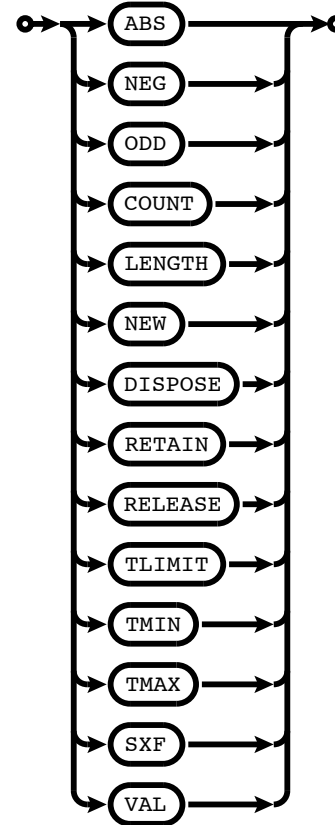 ABS
NEG
ODD
COUNT
LENGTH
NEW
DISPOSE
RETAIN
RELEASE
TLIMIT
TMIN
TMAX
SXF
VAL